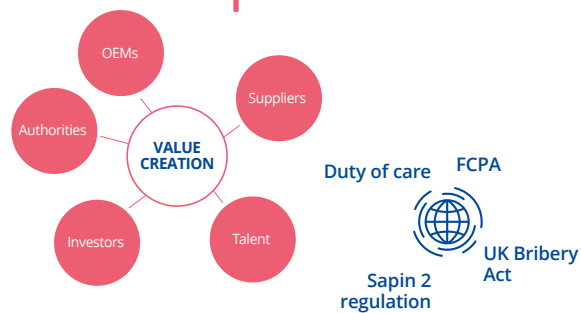 OEMs
Suppliers
Authorities
VALUE
CREATION
Investors
Talent
Duty of care
FCPA
UK Bribery
Act
Sapin 2
regulation